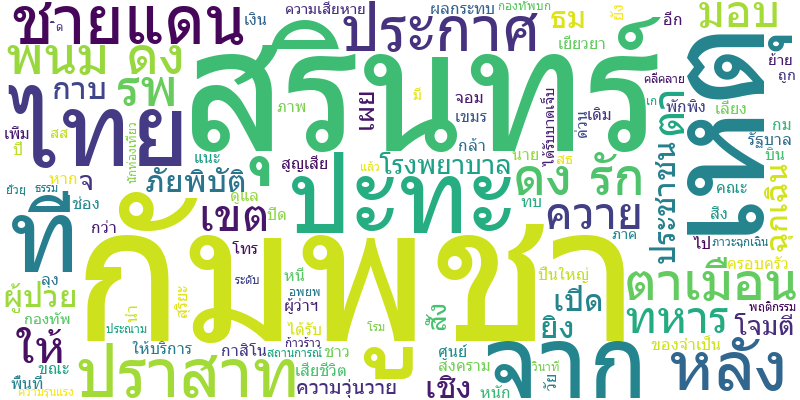 ชายแดน
เงิน
ความเสียหาย
ประกาศ
ผลกระทบ
กองทัพบก
ธม
ยัง
อีก
มอบ
พนม ดง
รพ
กาบ
ไทย
สุรินทร์
เยียวยา
คลี่คลาย
ย้าย
ถูก
เหตุ
ภาพ
เผย
มี
จอม
เขมร
ด่วน
เดิม
เก
พักพิง
เลียง
กม
รัฐบาล
บิน
เพิ่ม
ปี
สส
นักท่องเที่ยว
แนะ
สูญเสีย
โรงพยาบาล
กล้า
นาย
ได้รับบาดเจ็บ
สธ
ตา
ประชาชน
คณะ
ฉุกเฉิน
หาก
จ
ภัยพิบัติ
แล้ว
ดง รัก
ธรรม
ช่อง
ดูแล
ปะทะ
ทบ
สิง
ที่
เขต
ปิด
ควาย
ภาค
ไป
ภาวะฉุกเฉิน
กว่า
โทร
กัมพูชา
ครอบครัว
ลุง
หนี
ปืนใหญ่
ตาเมือน
ผู้ป่วย
นำ
สุริยะ
ระดับ
อพยพ
ผู้ว่าฯ
เปิด
พฤติกรรม
กองทัพ
ประณาม
ได้รับ
โรม
สั่ง
ยิง
ทหาร
โจมตี
ให้
ให้บริการ
กาสิโน
ก้าวร้าว
สถานการณ์
ชาว
ศูนย์
จาก
ของจำเป็น
หลัง
ขณะ
พื้นที่
ปราสาท
เสียชีวิต
สงคราม
วินาที
วัย
ความรุนแรง
ความวุ่นวาย
เชิง
หนัก